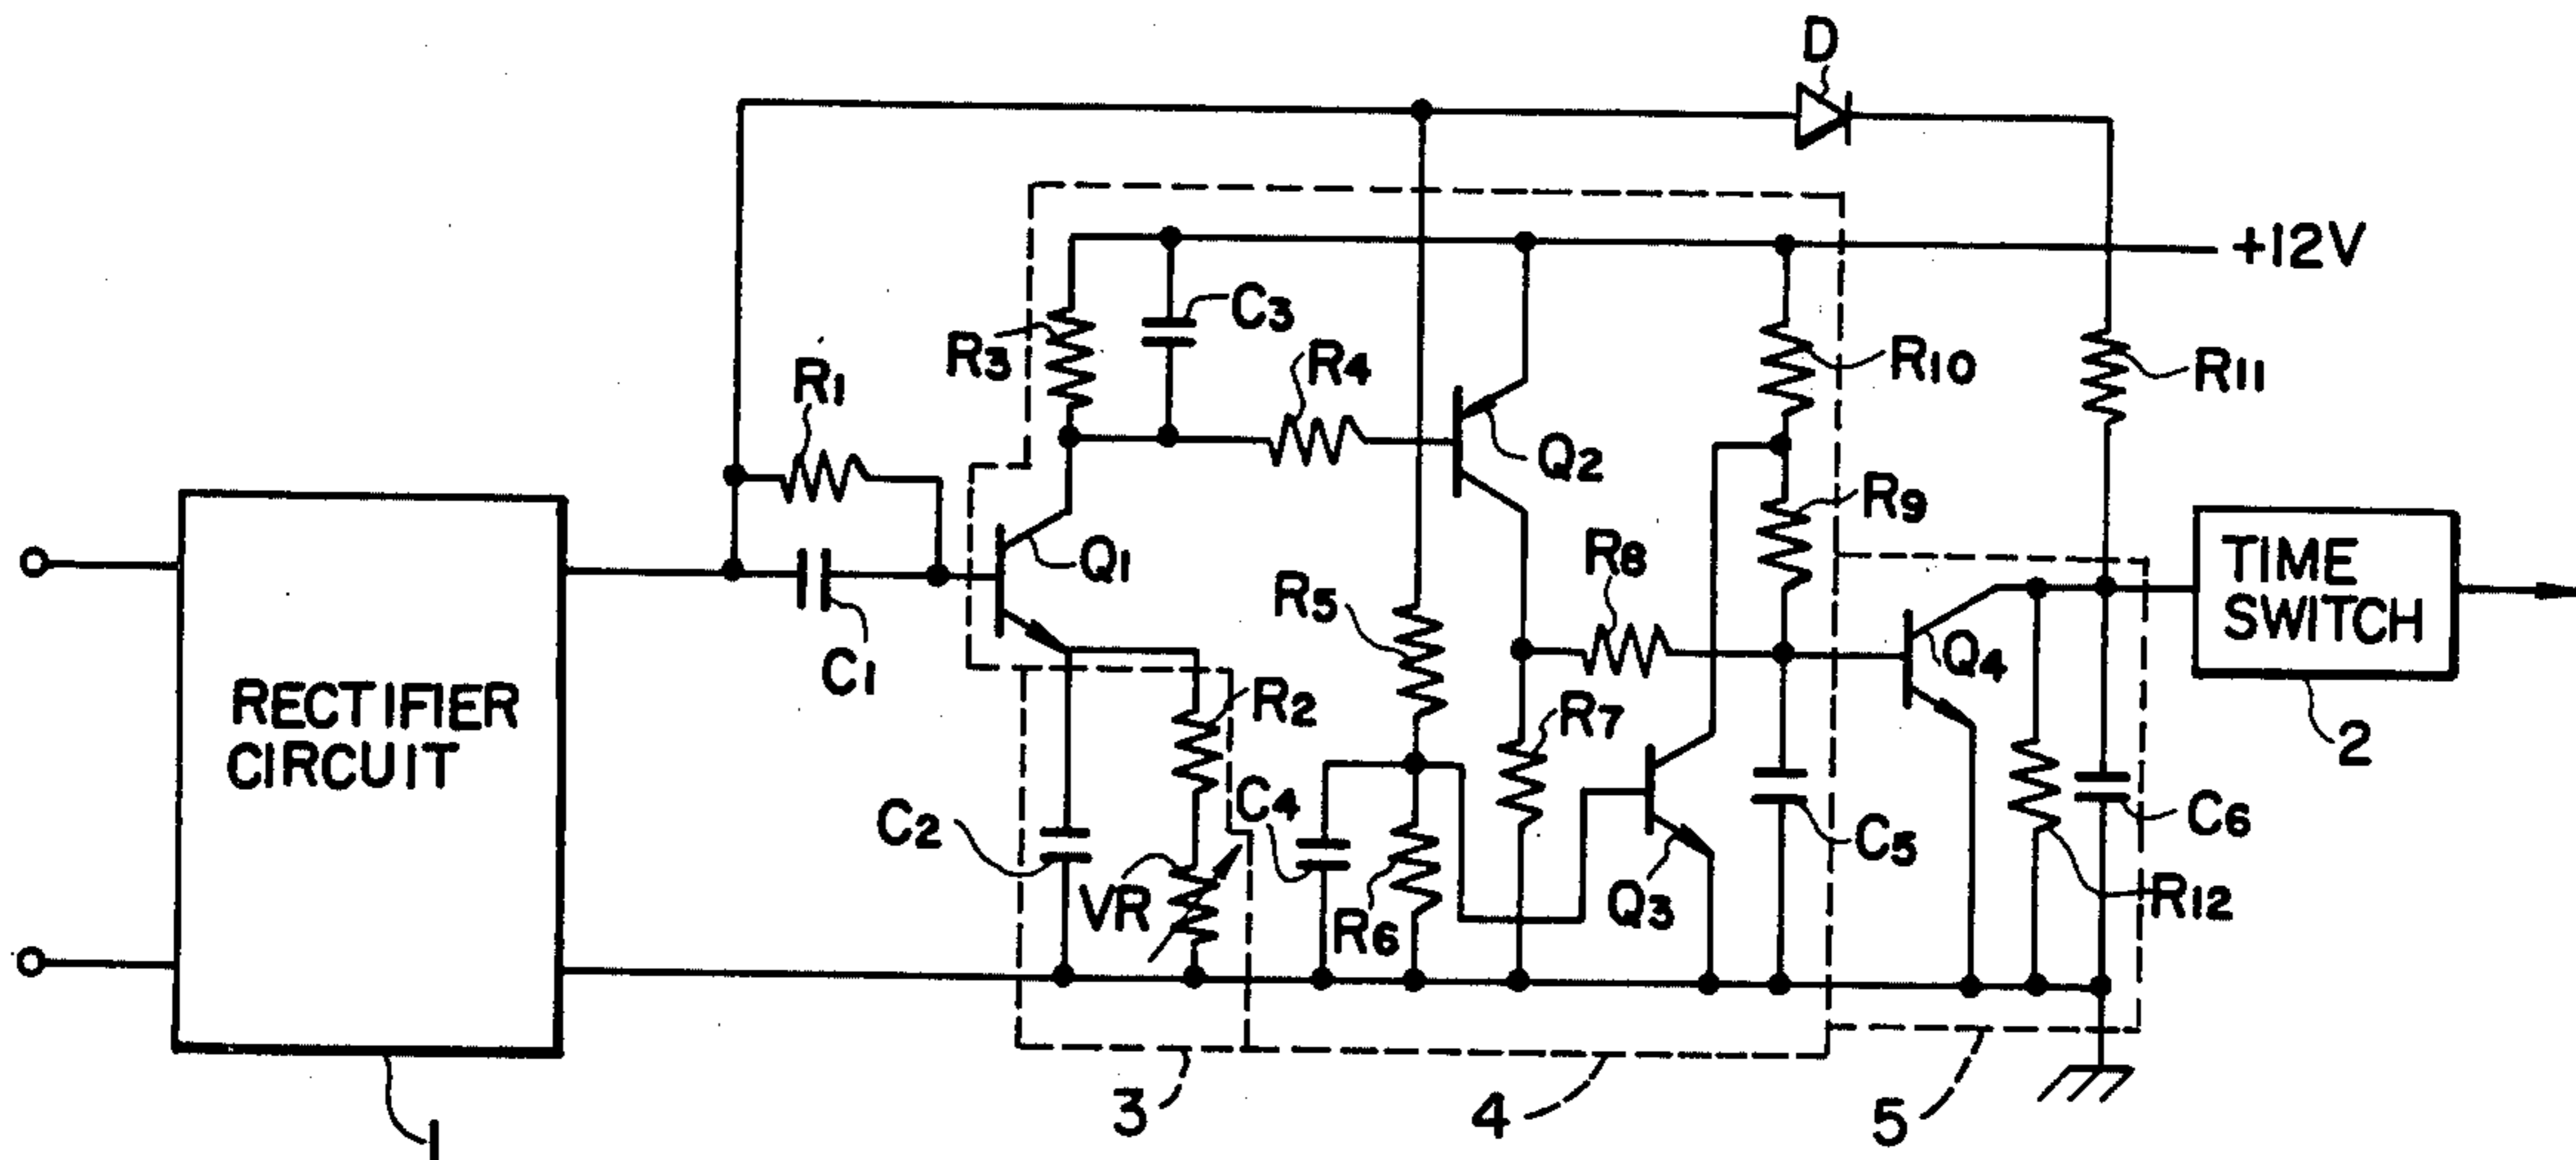 D
+12V
C3
R3
R4
R10
R11
R1
Q2
R9
Q1
R8
TIME
SWITCH
R5
Q4
C1
R2
RECTIFIER
CIRCUIT
R7
2
C2
C4
C6
C5
VR
R6
Q3
R12
3
4
5
1